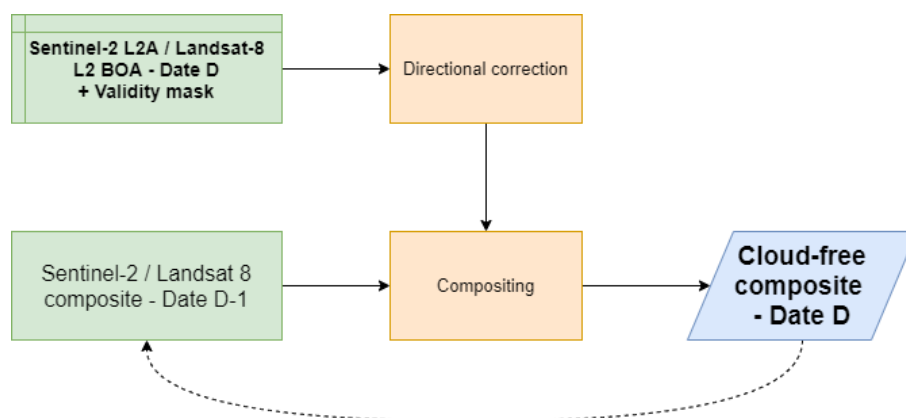 Sentinel-2 L2A / Landsat-8
L2 BOA - Date D
+ Validity mask
Directional correction
Sentinel-2 / Landsat 8
composite - Date D-1
Compositing
Cloud-free
composite
- Date D